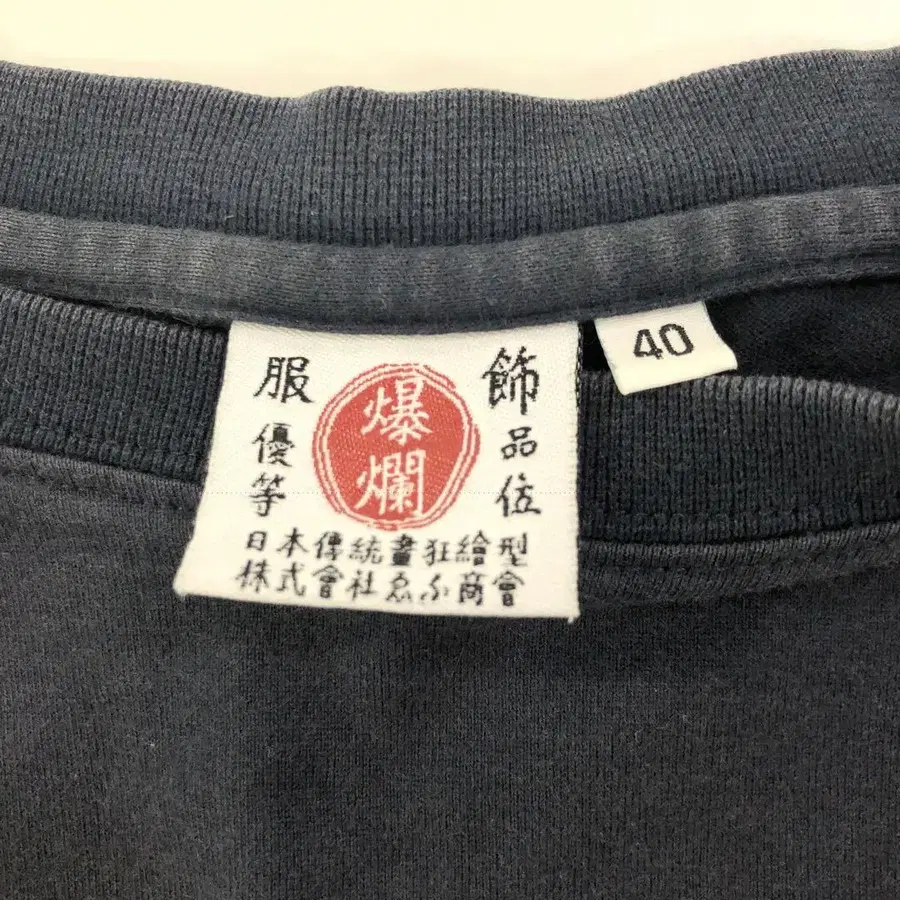 服 飾
爆爛
優 品
等 位
日本傳統畫狂繪型
株式會社ゑふ商會
40